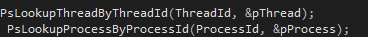 PsLookupThreadByThreadId(ThreadId, &pThread);
PsLookupProcessByProcessId(ProcessId, &pProcess);